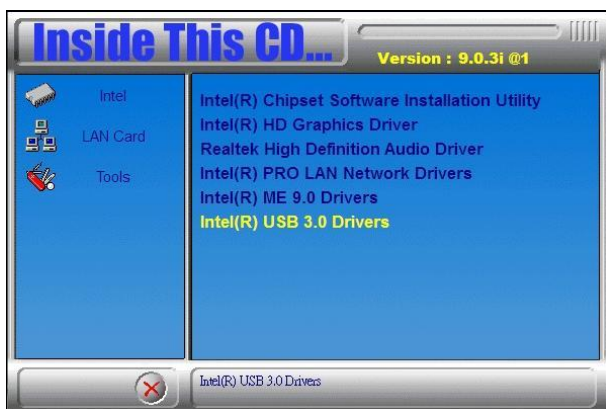 Inside This CD...
Version : 9.0.3i @1
Intel
LAN Card
Tools
Intel(R) Chipset Software Installation Utility
Intel(R) HD Graphics Driver
Realtek High Definition Audio Driver
Intel(R) PRO LAN Network Drivers
Intel(R) ME 9.0 Drivers
Intel(R) USB 3.0 Drivers
Intel(R) USB 3.0 Drivers